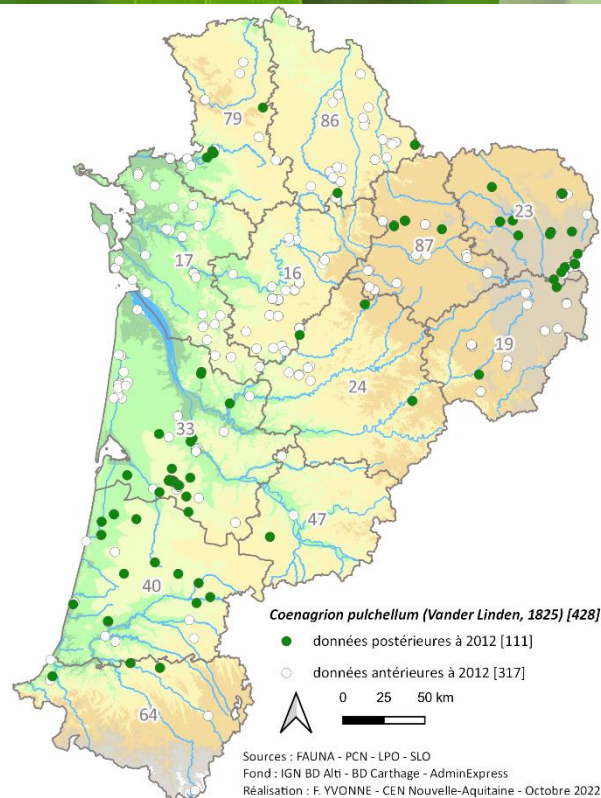 79
86
23
87
17
16
19
24
33
47
40
64
Coenagrion pulchellum (Vander Linden, 1825) [428]
données postérieures à 2012 [111]
données antérieures à 2012 [317]
0 25 50 km
Sources : FAUNA - PCN - LPO - SLO
Fond : IGN BD Alti - BD Carthage - AdminExpress
Réalisation : F. YVONNE - CEN Nouvelle-Aquitaine - Octobre 2022